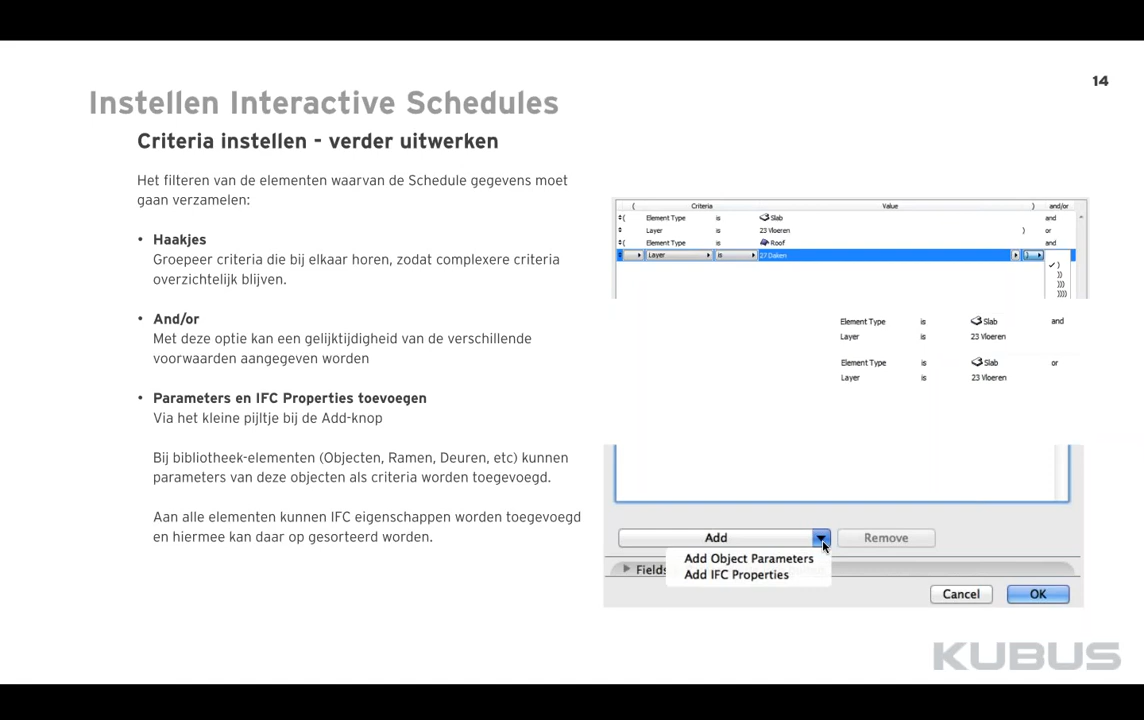 14
Instellen Interactive Schedules
Criteria instellen - verder uitwerken
Het filteren van de elementen waarvan de Schedule gegevens moet
gaan verzamelen:
• Haakjes
Groepeer criteria die bij elkaar horen, zodat complexere criteria
overzichtelijk blijven.
• And/or
Met deze optie kan een gelijktijdigheid van de verschillende
voorwaarden aangegeven worden
• Parameters en IFC Properties toevoegen
Via het kleine pijltje bij de Add-knop
Bij bibliotheek-elementen (Objecten, Ramen, Deuren, etc) kunnen
parameters van deze objecten als criteria worden toegevoegd.
Aan alle elementen kunnen IFC eigenschappen worden toegevoegd
en hiermee kan daar op gesorteerd worden.
( Criteria Value ) and/or
( Element Type is Slab and
Layer is 23 Vloeren ) or
( Element Type is Roof and
Layer is 27 Daken )
)
))
)))
))))
Element Type is Slab and
Layer is 23 Vloeren
Element Type is Slab or
Layer is 23 Vloeren
Add Remove
Add Object Parameters
Fields
Add IFC Properties
Cancel OK
KUBUS